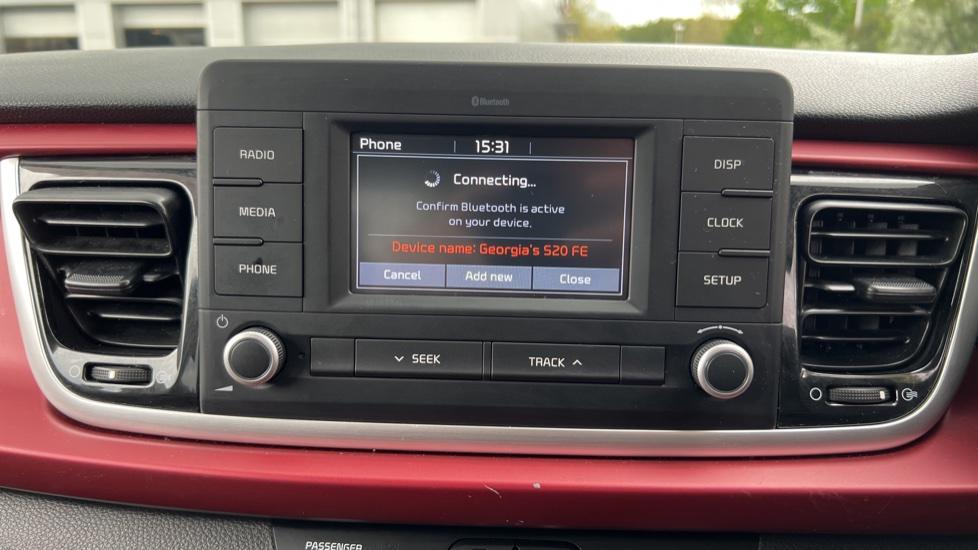 Bluetooth
Phone 15:31
Connecting...
Confirm Bluetooth is active
on your device.
Device name: Georgia's S20 FE
Cancel Add new Close
RADIO
MEDIA
PHONE
DISP
CLOCK
SETUP
SEEK
TRACK
PASSENGER